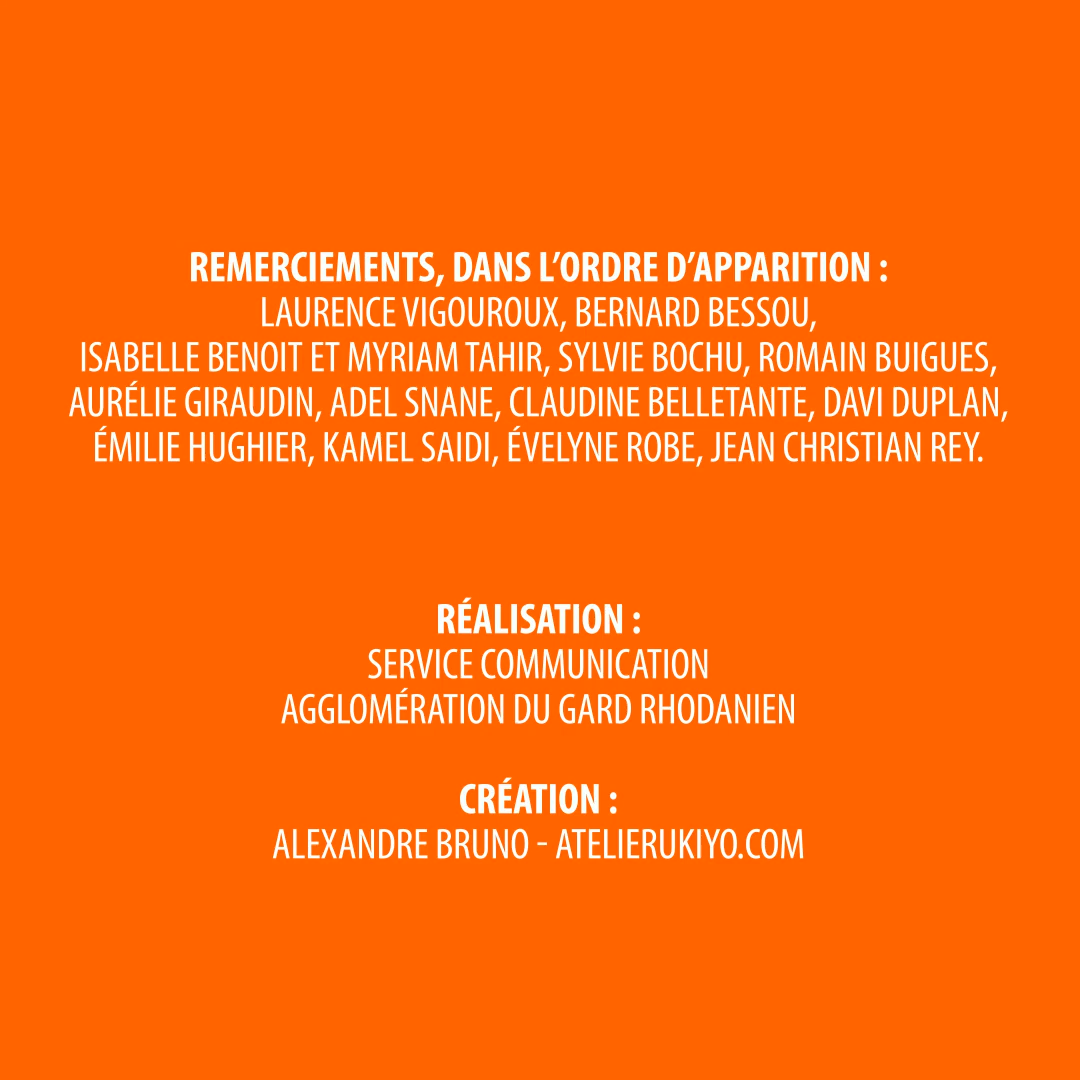 REMERCIEMENTS, DANS L’ORDRE D’APPARITION :
LAURENCE VIGOUROUX, BERNARD BESSOU,
ISABELLE BENOIT ET MYRIAM TAHIR, SYLVIE BOCHU, ROMAIN BUIGUES,
AURÉLIE GIRAUDIN, ADEL SNANE, CLAUDINE BELLETANTE, DAVI DUPLAN,
ÉMILIE HUGHIER, KAMEL SAIDI, ÉVELYNE ROBE, JEAN CHRISTIAN REY.
RÉALISATION :
SERVICE COMMUNICATION
AGGLOMÉRATION DU GARD RHODANIEN
CRÉATION :
ALEXANDRE BRUNO - ATELIERUKIYO.COM